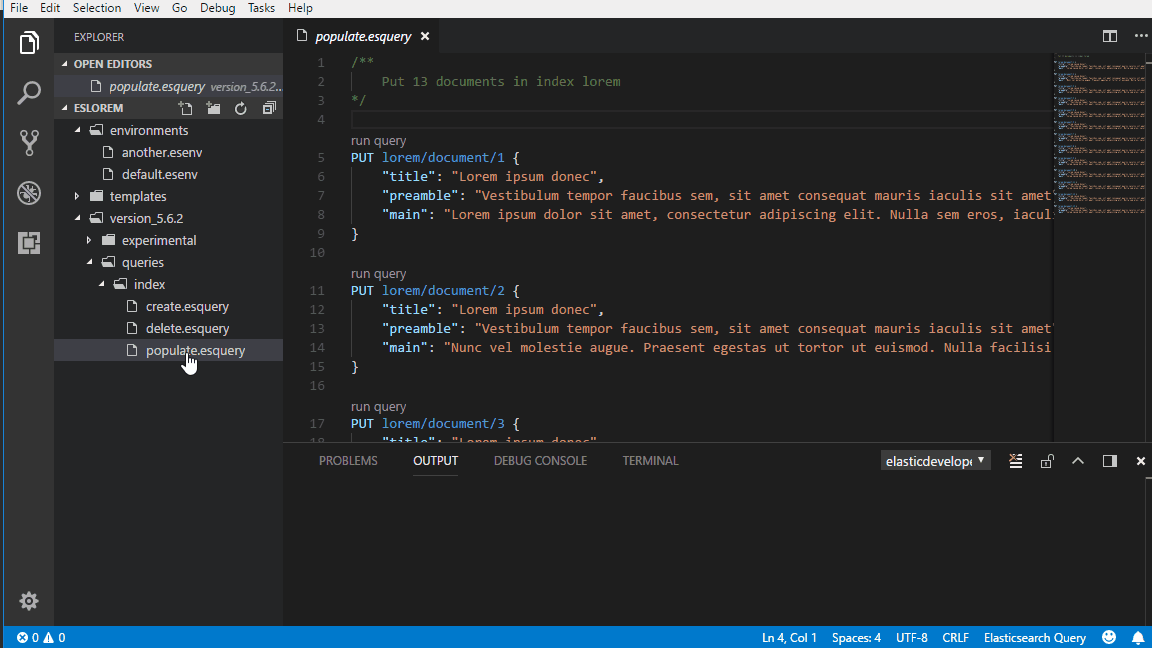 File Edit Selection View Go Debug Tasks Help
EXPLORER
OPEN EDITORS
populate.esquery version_5.6.2...
ESLOREM
environments
another.esenv
default.esenv
templates
version_5.6.2
experimental
queries
index
create.esquery
delete.esquery
populate.esquery
populate.esquery
1 /**
2 Put 13 documents in index lorem
3 */
4
run query
5 PUT lorem/document/1 {
6 "title": "Lorem ipsum donec",
7 "preamble": "Vestibulum tempor faucibus sem, sit amet consequat mauris iaculis sit amet
8 "main": "Lorem ipsum dolor sit amet, consectetur adipiscing elit. Nulla sem eros, iacul
9 }
10
run query
11 PUT lorem/document/2 {
12 "title": "Lorem ipsum donec",
13 "preamble": "Vestibulum tempor faucibus sem, sit amet consequat mauris iaculis sit amet
14 "main": "Nunc vel molestie augue. Praesent egestas ut tortor ut euismod. Nulla facilisi
15 }
16
run query
17 PUT lorem/document/3 {
18 "title": "Lorem ipsum donec"
PROBLEMS OUTPUT DEBUG CONSOLE TERMINAL elasticdevelope
0 0 Ln 4, Col 1 Spaces: 4 UTF-8 CRLF Elasticsearch Query